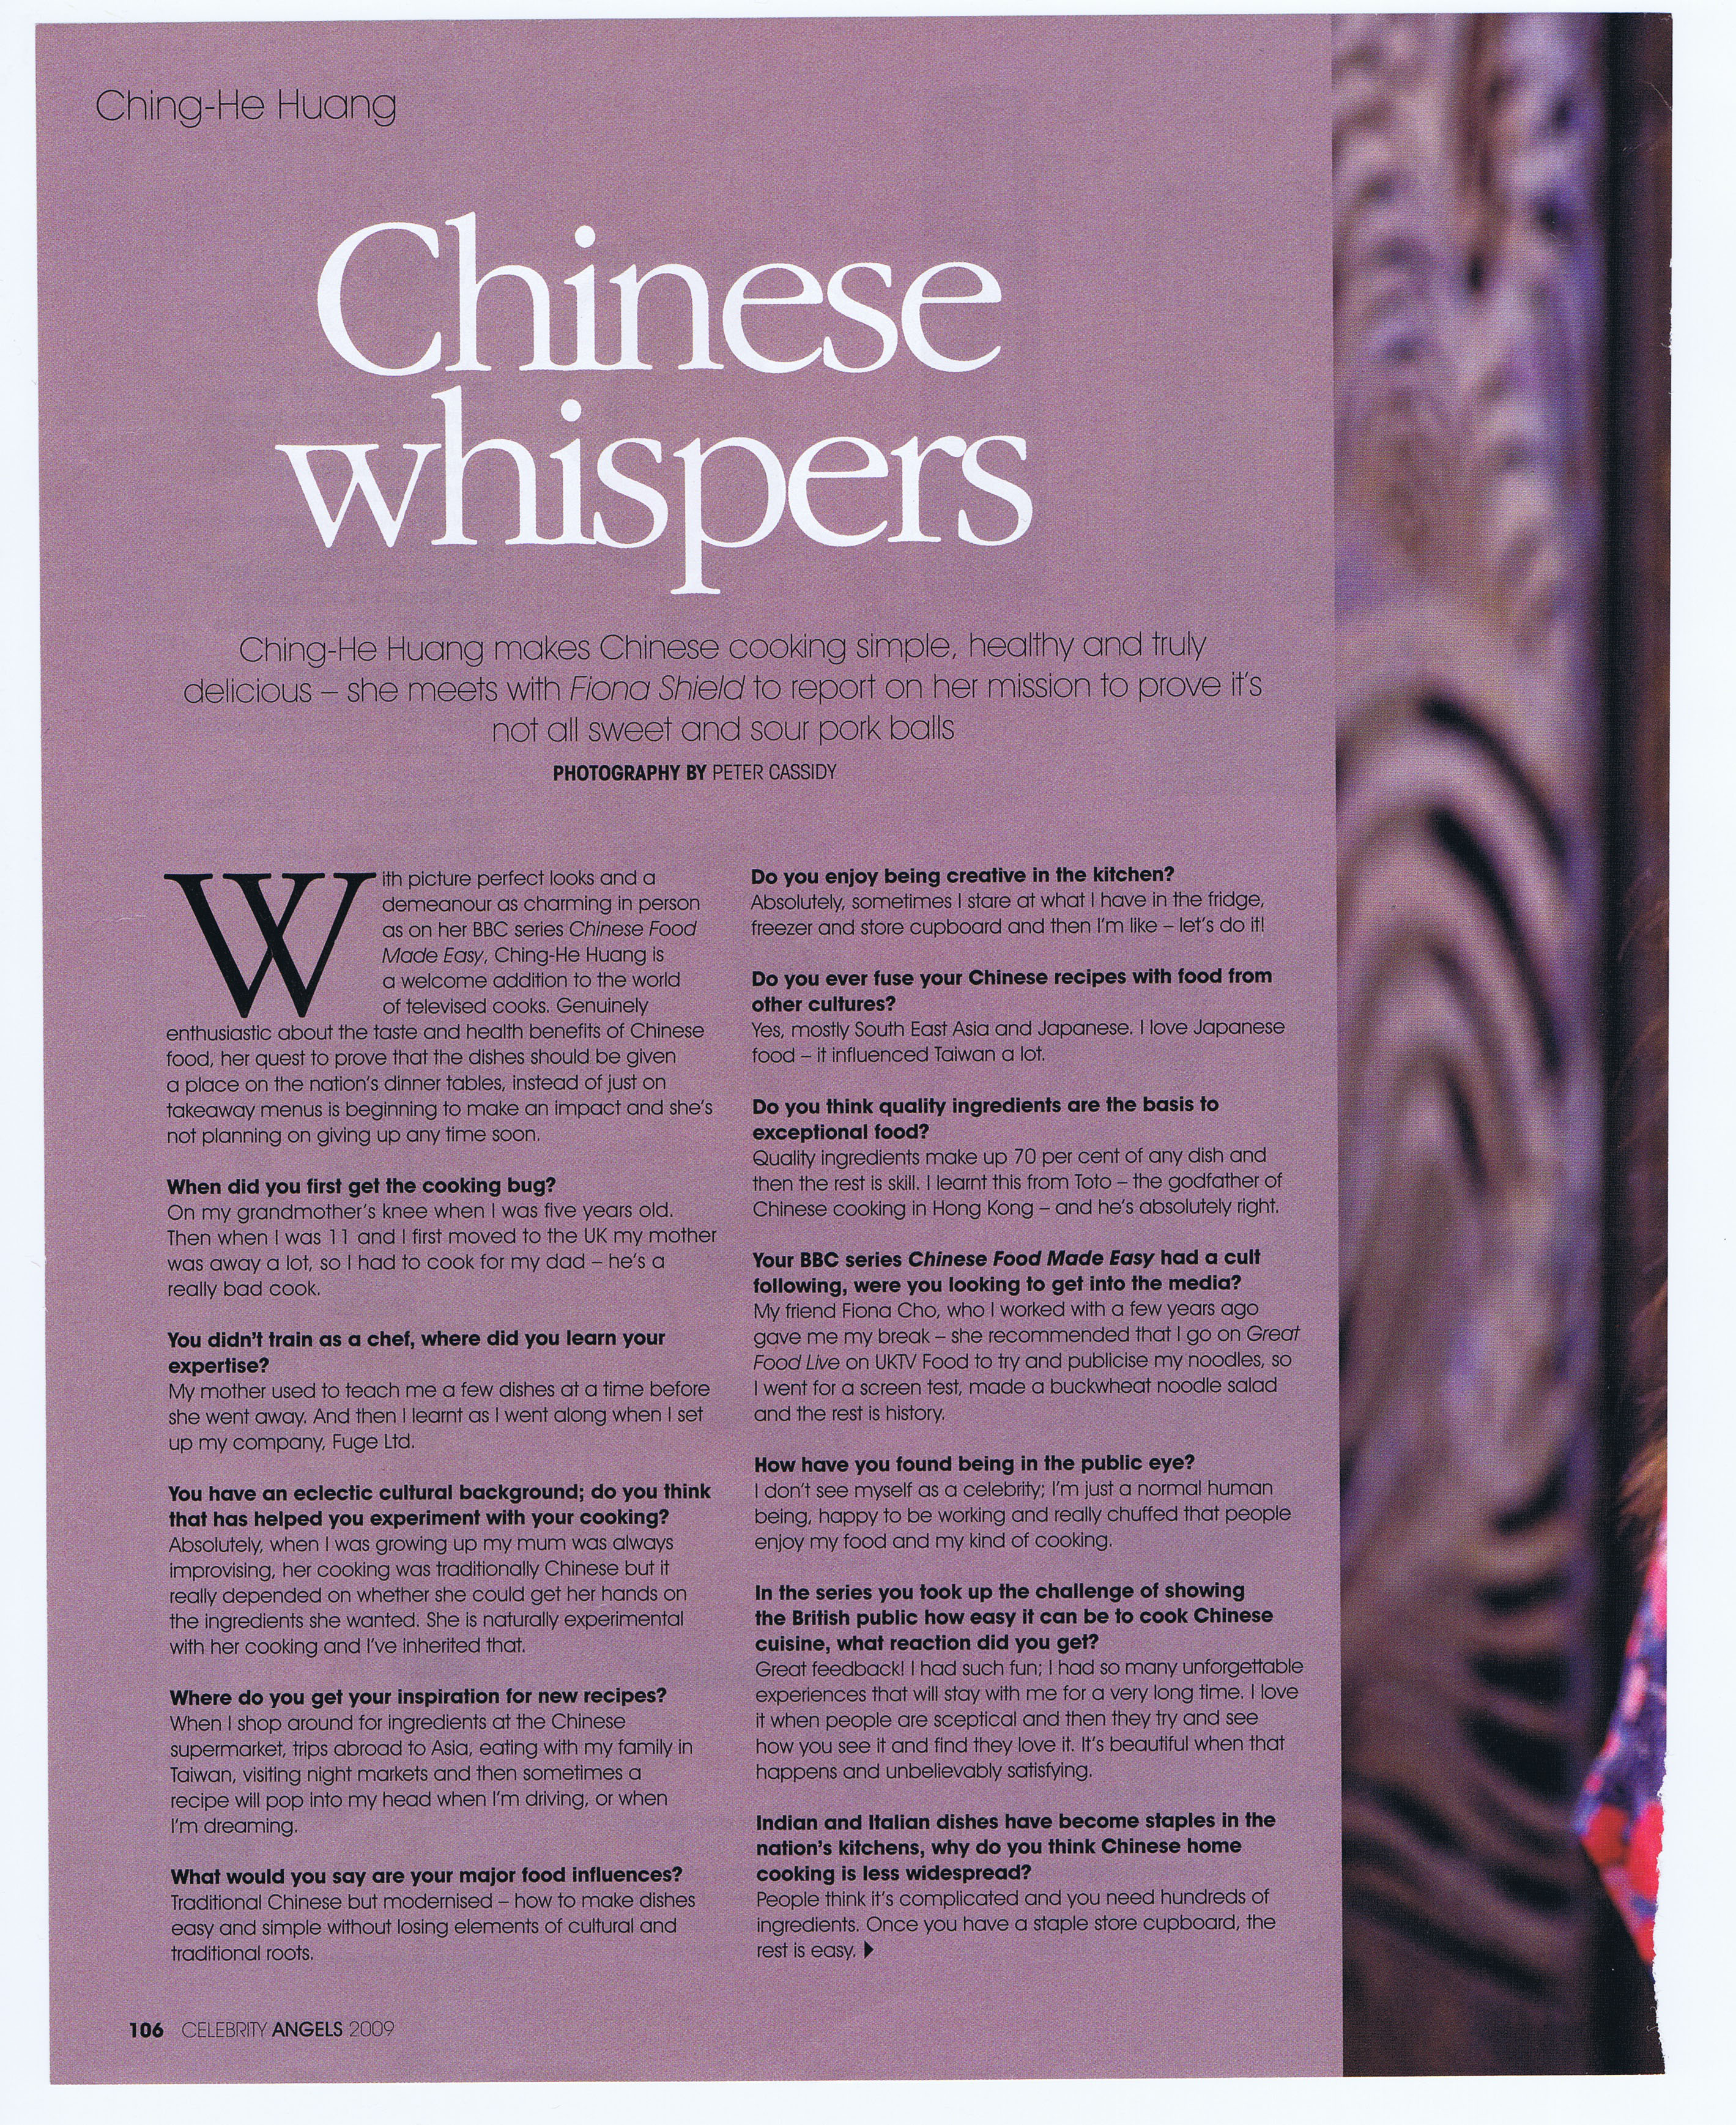 Ching-He Huang
Chinese
whispers
Ching-He Huang makes Chinese cooking simple, healthy and truly
delicious – she meets with Fiona Shield to report on her mission to prove it's
not all sweet and sour pork balls
PHOTOGRAPHY BY PETER CASSIDY
With picture perfect looks and a
demeanour as charming in person
as on her BBC series Chinese Food
Made Easy, Ching-He Huang is
a welcome addition to the world
of televised cooks. Genuinely
enthusiastic about the taste and health benefits of Chinese
food, her quest to prove that the dishes should be given
a place on the nation's dinner tables, instead of just on
takeaway menus is beginning to make an impact and she's
not planning on giving up any time soon.
When did you first get the cooking bug?
On my grandmother's knee when I was five years old.
Then when I was 11 and I first moved to the UK my mother
was away a lot, so I had to cook for my dad – he's a
really bad cook.
You didn't train as a chef, where did you learn your
expertise?
My mother used to teach me a few dishes at a time before
she went away. And then I learnt as I went along when I set
up my company, Fuge Ltd.
You have an eclectic cultural background; do you think
that has helped you experiment with your cooking?
Absolutely, when I was growing up my mum was always
improvising, her cooking was traditionally Chinese but it
really depended on whether she could get her hands on
the ingredients she wanted. She is naturally experimental
with her cooking and I've inherited that.
Where do you get your inspiration for new recipes?
When I shop around for ingredients at the Chinese
supermarket, trips abroad to Asia, eating with my family in
Taiwan, visiting night markets and then sometimes a
recipe will pop into my head when I'm driving, or when
I'm dreaming.
What would you say are your major food influences?
Traditional Chinese but modernised – how to make dishes
easy and simple without losing elements of cultural and
traditional roots.
Do you enjoy being creative in the kitchen?
Absolutely, sometimes I stare at what I have in the fridge,
freezer and store cupboard and then I'm like – let's do it!
Do you ever fuse your Chinese recipes with food from
other cultures?
Yes, mostly South East Asia and Japanese. I love Japanese
food – it influenced Taiwan a lot.
Do you think quality ingredients are the basis to
exceptional food?
Quality ingredients make up 70 per cent of any dish and
then the rest is skill. I learnt this from Toto – the godfather of
Chinese cooking in Hong Kong – and he's absolutely right.
Your BBC series Chinese Food Made Easy had a cult
following, were you looking to get into the media?
My friend Fiona Cho, who I worked with a few years ago
gave me my break – she recommended that I go on Great
Food Live on UKTV Food to try and publicise my noodles, so
I went for a screen test, made a buckwheat noodle salad
and the rest is history.
How have you found being in the public eye?
I don't see myself as a celebrity; I'm just a normal human
being, happy to be working and really chuffed that people
enjoy my food and my kind of cooking.
In the series you took up the challenge of showing
the British public how easy it can be to cook Chinese
cuisine, what reaction did you get?
Great feedback! I had such fun; I had so many unforgettable
experiences that will stay with me for a very long time. I love
it when people are sceptical and then they try and see
how you see it and find they love it. It's beautiful when that
happens and unbelievably satisfying.
Indian and Italian dishes have become staples in the
nation's kitchens, why do you think Chinese home
cooking is less widespread?
People think it's complicated and you need hundreds of
ingredients. Once you have a staple store cupboard, the
rest is easy.
106 CELEBRITY ANGELS 2009